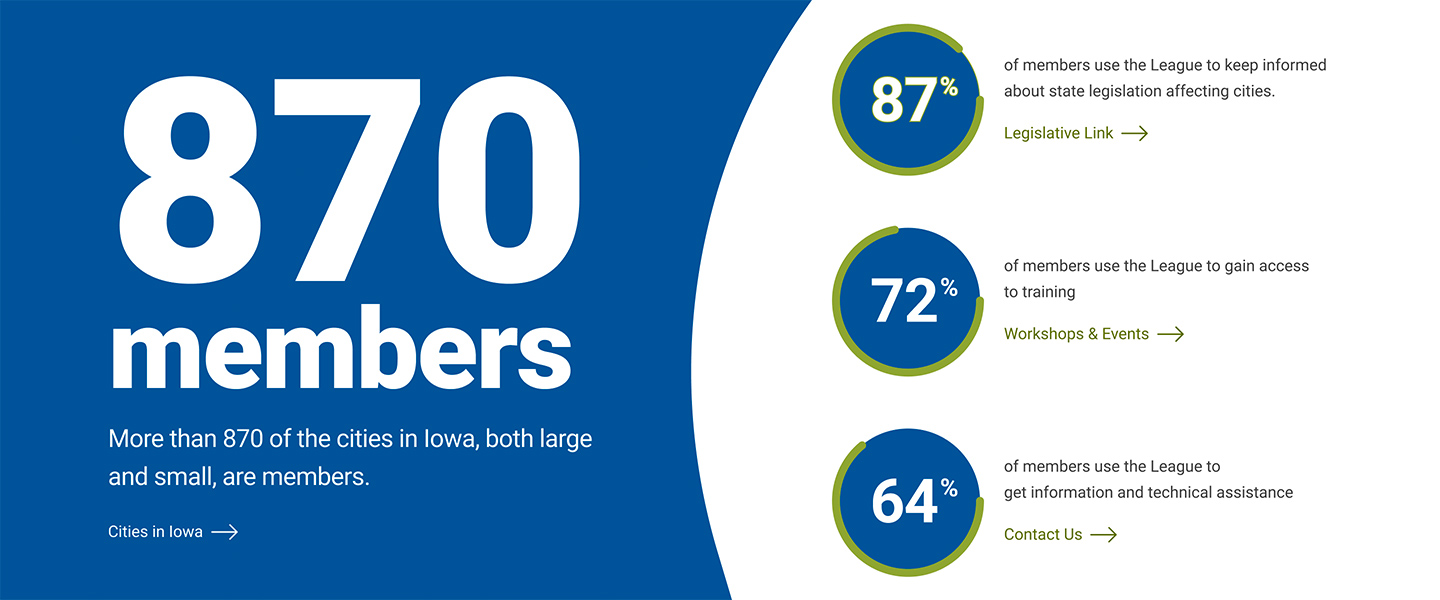 870
members
More than 870 of the cities in Iowa, both large
and small, are members.
Cities in Iowa
87%
of members use the League to keep informed
about state legislation affecting cities.
Legislative Link
72%
of members use the League to gain access
to training
Workshops & Events
64%
of members use the League to
get information and technical assistance
Contact Us